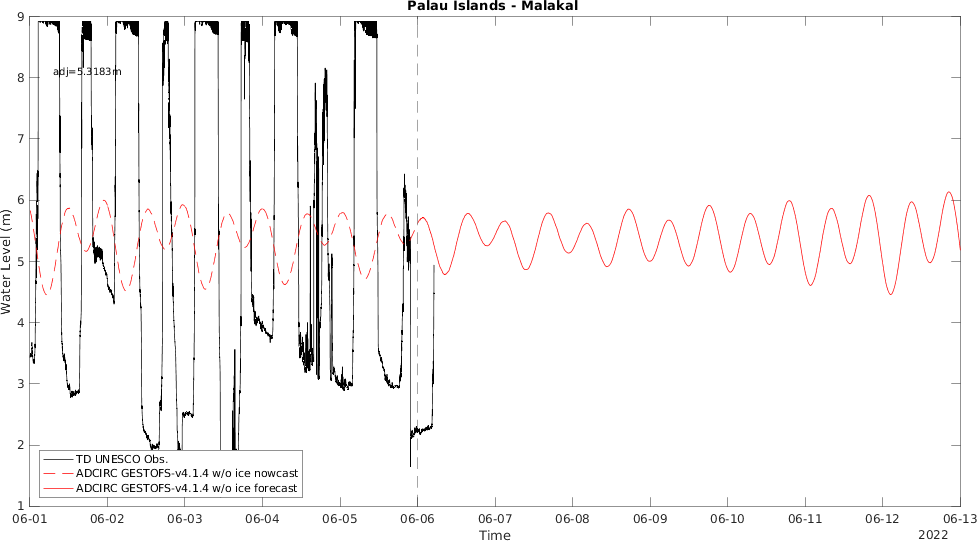 Palau Islands - Malakal
9
8
7
6
5
4
3
2
1
Water Level (m)
adj=5.3183m
TD UNESCO Obs.
ADCIRC GESTOFS-v4.1.4 w/o ice nowcast
ADCIRC GESTOFS-v4.1.4 w/o ice forecast
06-01 06-02 06-03 06-04 06-05 06-06 06-07 06-08 06-09 06-10 06-11 06-12 06-13
Time
2022